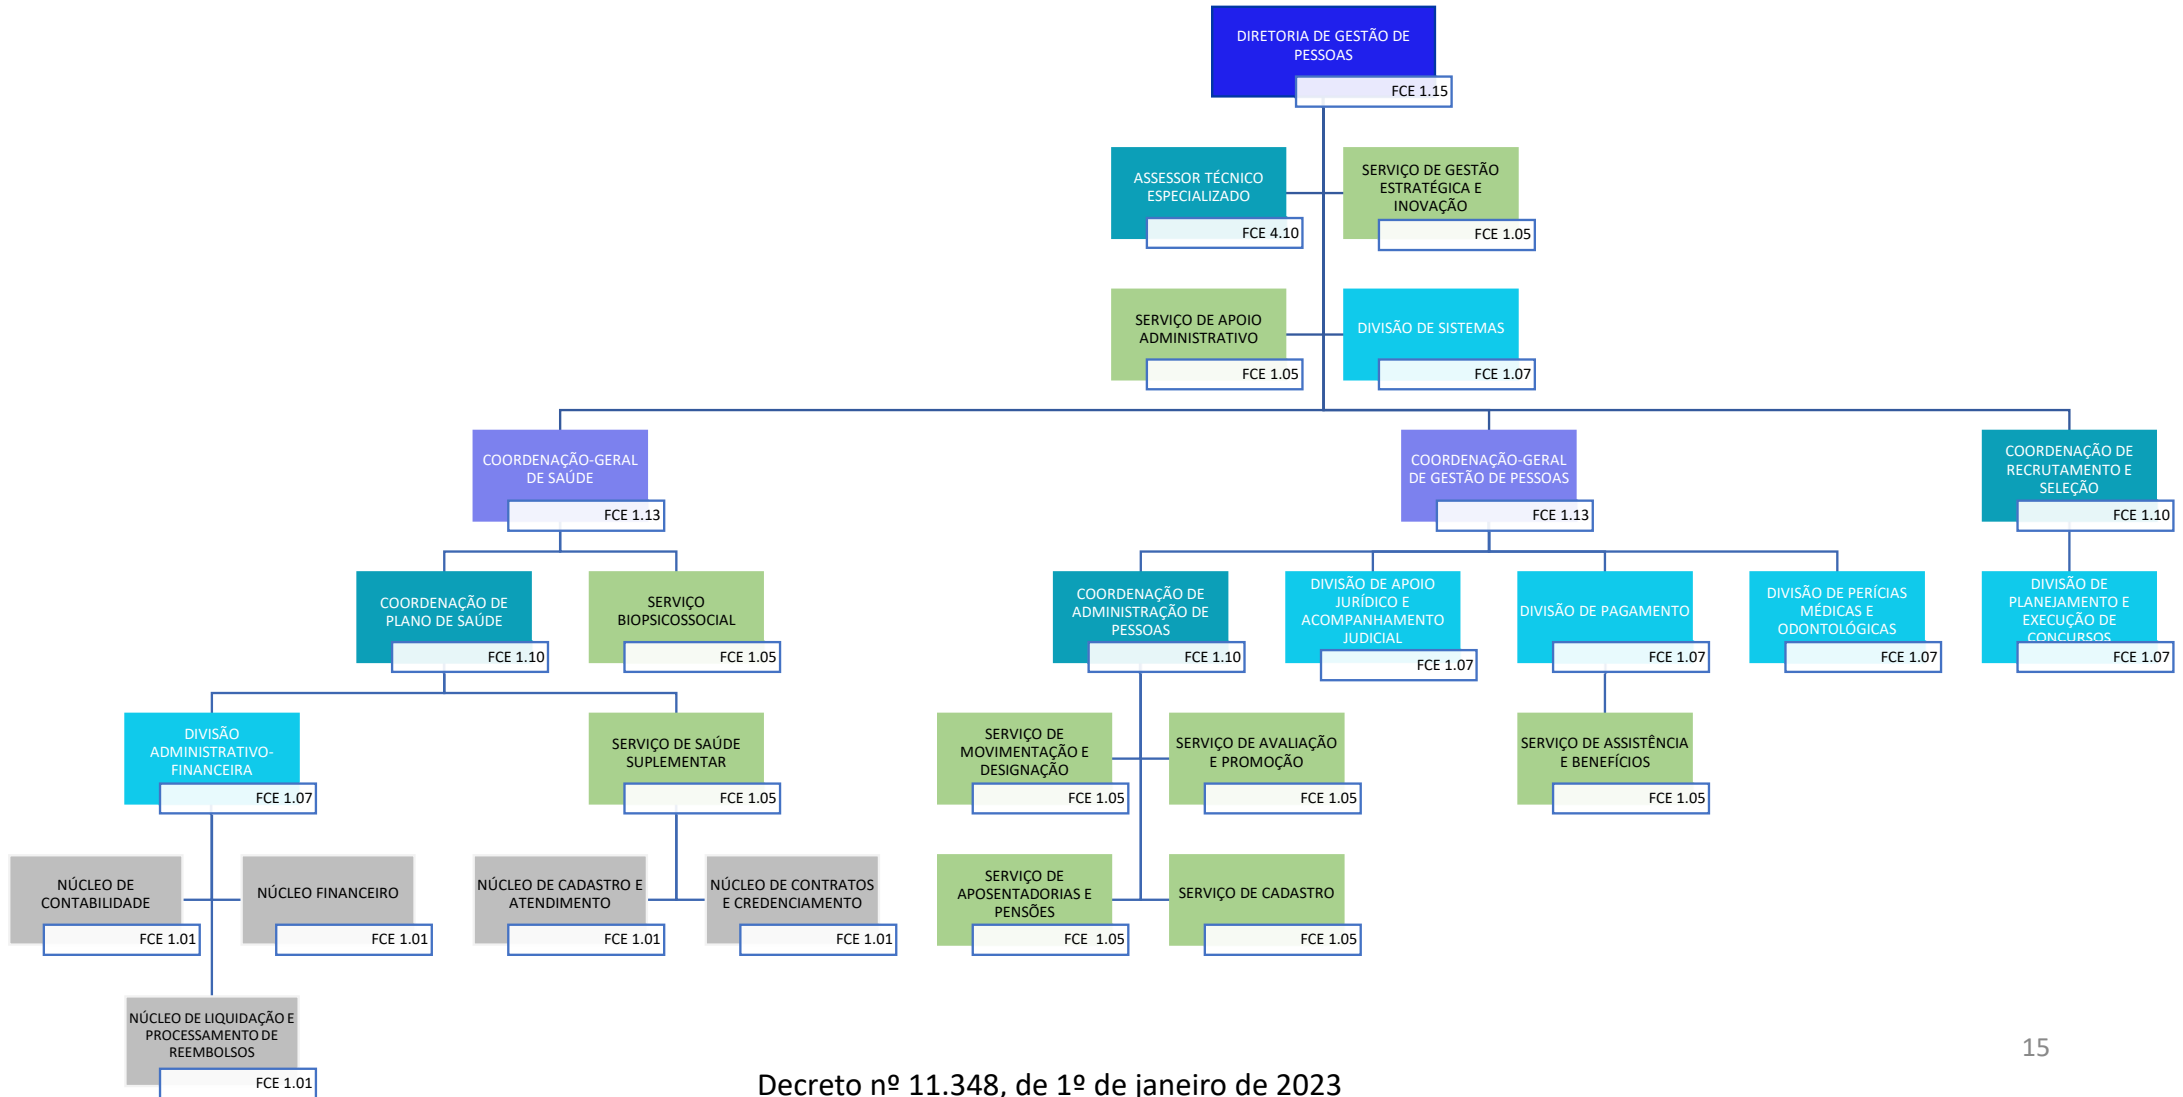 DIRETORIA DE GESTÃO DE
PESSOAS
FCE 1.15
ASSESSOR TÉCNICO
ESPECIALIZADO
FCE 4.10
SERVIÇO DE GESTÃO
ESTRATÉGICA E
INOVAÇÃO
FCE 1.05
SERVIÇO DE APOIO
ADMINISTRATIVO
FCE 1.05
DIVISÃO DE SISTEMAS
FCE 1.07
COORDENAÇÃO-GERAL
DE SAÚDE
FCE 1.13
COORDENAÇÃO-GERAL
DE GESTÃO DE PESSOAS
FCE 1.13
COORDENAÇÃO DE
RECRUTAMENTO E
SELEÇÃO
FCE 1.10
COORDENAÇÃO DE
PLANO DE SAÚDE
FCE 1.10
SERVIÇO
BIOPSICOSSOCIAL
FCE 1.05
COORDENAÇÃO DE
ADMINISTRAÇÃO DE
PESSOAS
FCE 1.10
DIVISÃO DE APOIO
JURÍDICO E
ACOMPANHAMENTO
JUDICIAL
FCE 1.07
DIVISÃO DE PAGAMENTO
FCE 1.07
DIVISÃO DE PERÍCIAS
MÉDICAS E
ODONTOLÓGICAS
FCE 1.07
DIVISÃO DE
PLANEJAMENTO E
EXECUÇÃO DE
CONCURSOS
FCE 1.07
DIVISÃO
ADMINISTRATIVO-
FINANCEIRA
FCE 1.07
SERVIÇO DE SAÚDE
SUPLEMENTAR
FCE 1.05
SERVIÇO DE
MOVIMENTAÇÃO E
DESIGNAÇÃO
FCE 1.05
SERVIÇO DE AVALIAÇÃO
E PROMOÇÃO
FCE 1.05
SERVIÇO DE ASSISTÊNCIA
E BENEFÍCIOS
FCE 1.05
NÚCLEO DE
CONTABILIDADE
FCE 1.01
NÚCLEO FINANCEIRO
FCE 1.01
NÚCLEO DE CADASTRO E
ATENDIMENTO
FCE 1.01
NÚCLEO DE CONTRATOS
E CREDENCIAMENTO
FCE 1.01
SERVIÇO DE
APOSENTADORIAS E
PENSÕES
FCE 1.05
SERVIÇO DE CADASTRO
FCE 1.05
NÚCLEO DE LIQUIDAÇÃO E
PROCESSAMENTO DE
REEMBOLSOS
FCE 1.01
15
Decreto nº 11.348, de 1º de janeiro de 2023